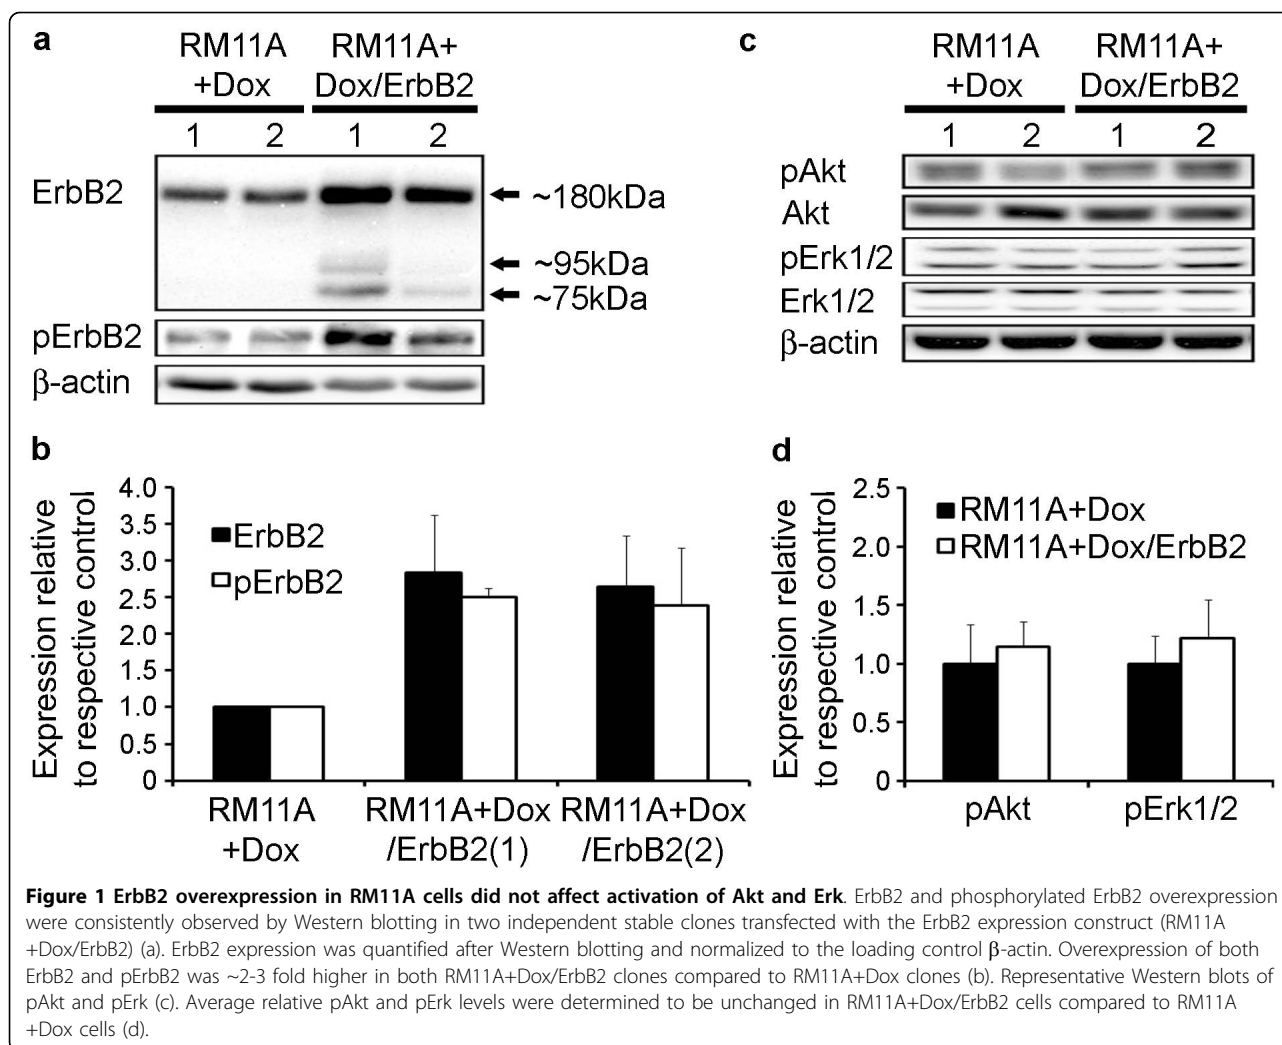 a
RM11A RM11A+
+Dox Dox/ErbB2
1 2 1 2
ErbB2
~180kDa
~95kDa
~75kDa
pErbB2
β-actin
c
RM11A RM11A+
+Dox Dox/ErbB2
1 2 1 2
pAkt
Akt
pErk1/2
Erk1/2
β-actin
b
Expression relative
to respective control
4.0
3.5
3.0
2.5
2.0
1.5
1.0
0.5
0
ErbB2
pErbB2
RM11A RM11A+Dox RM11A+Dox
+Dox /ErbB2(1) /ErbB2(2)
d
Expression relative
to respective control
2.5
2.0
1.5
1.0
0.5
0
RM11A+Dox
RM11A+Dox/ErbB2
pAkt pErk1/2
Figure 1 ErbB2 overexpression in RM11A cells did not affect activation of Akt and Erk. ErbB2 and phosphorylated ErbB2 overexpression
were consistently observed by Western blotting in two independent stable clones transfected with the ErbB2 expression construct (RM11A
+Dox/ErbB2) (a). ErbB2 expression was quantified after Western blotting and normalized to the loading control β-actin. Overexpression of both
ErbB2 and pErbB2 was ~2-3 fold higher in both RM11A+Dox/ErbB2 clones compared to RM11A+Dox clones (b). Representative Western blots of
pAkt and pErk (c). Average relative pAkt and pErk levels were determined to be unchanged in RM11A+Dox/ErbB2 cells compared to RM11A
+Dox cells (d).